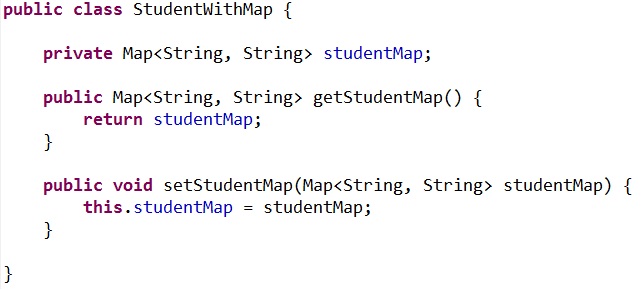 public class StudentWithMap {
private Map<String, String> studentMap;
public Map<String, String> getStudentMap() {
return studentMap;
}
public void setStudentMap(Map<String, String> studentMap) {
this.studentMap = studentMap;
}
}